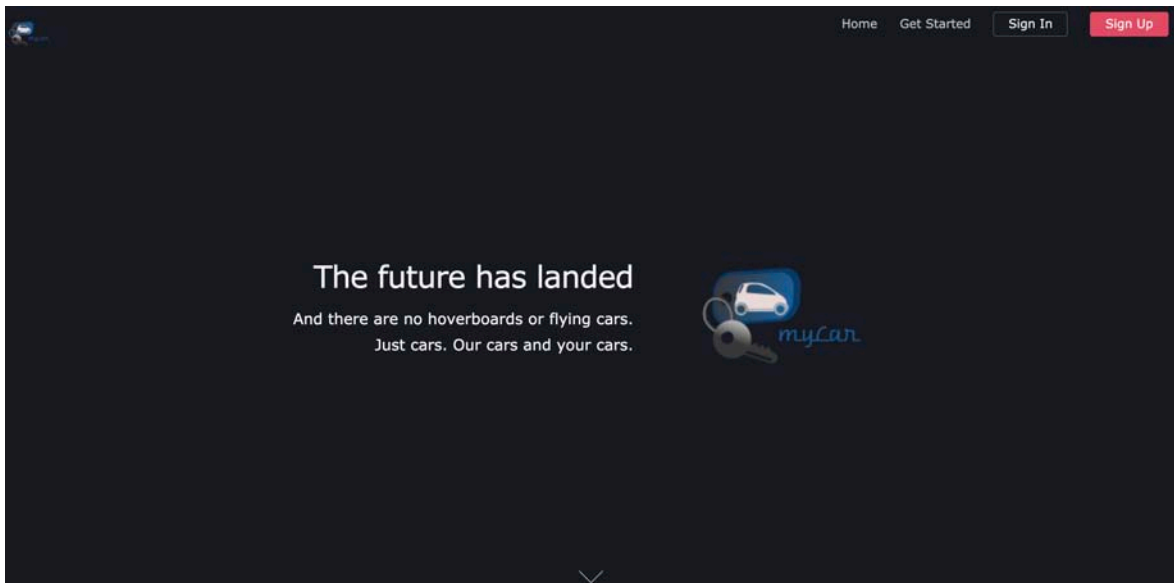 Home Get Started Sign In Sign Up
The future has landed
And there are no hoverboards or flying cars.
Just cars. Our cars and your cars.
myCar